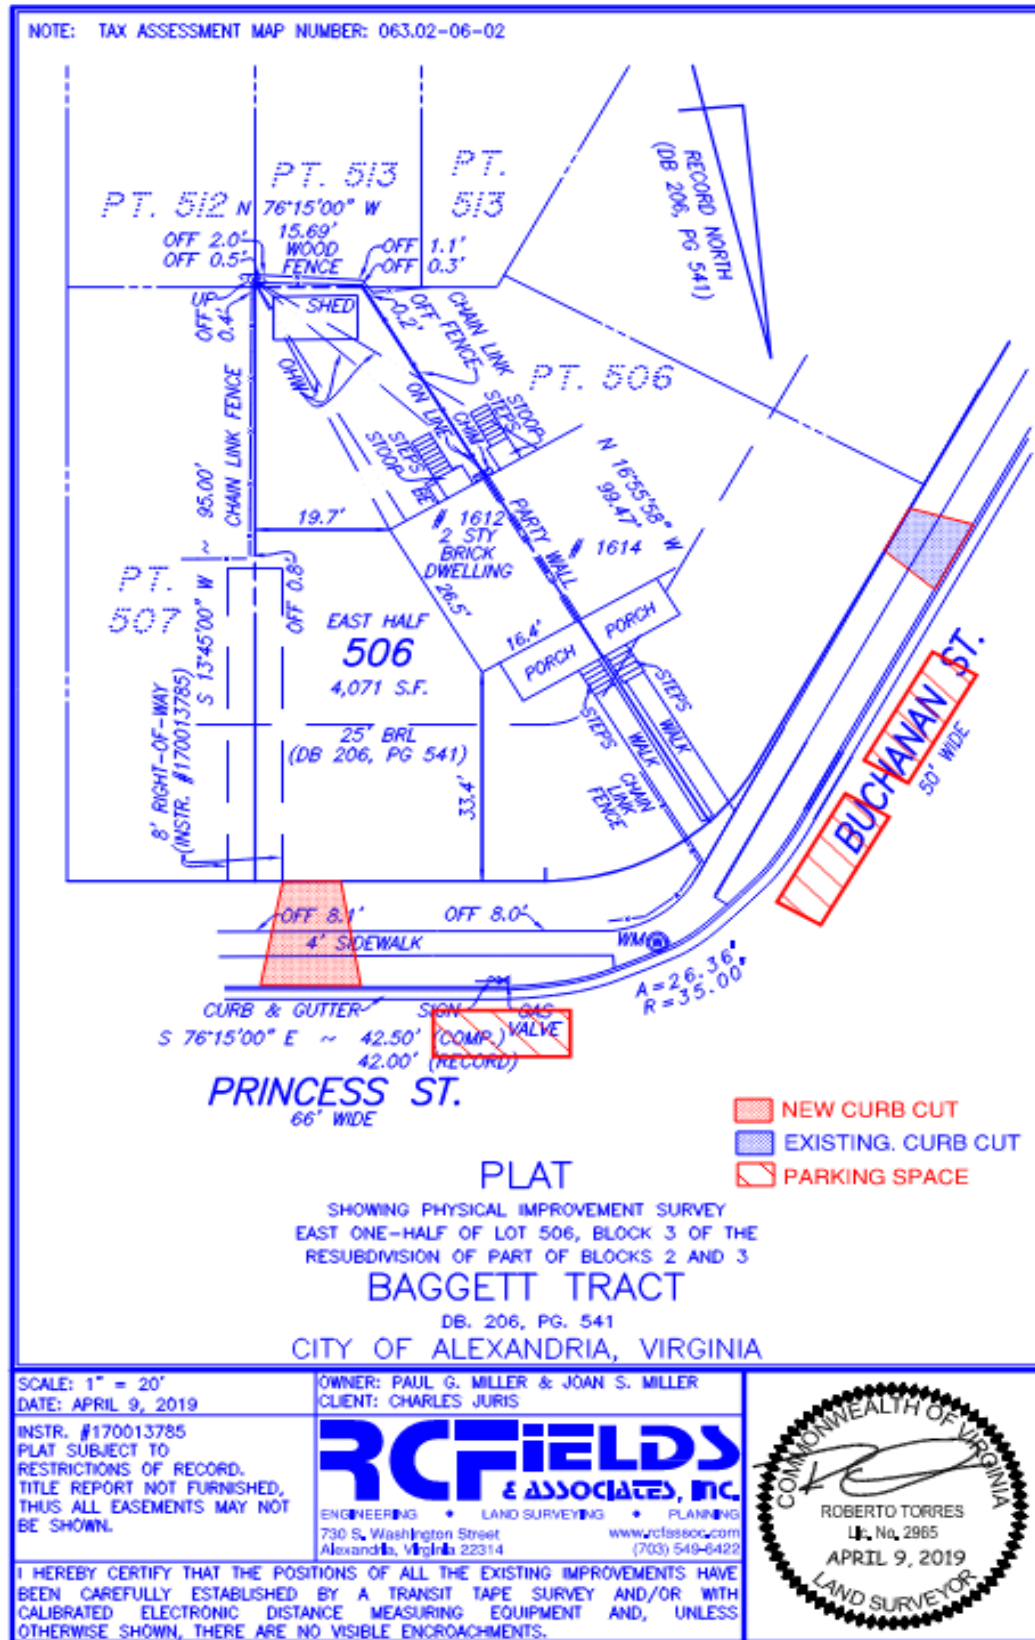 NOTE: TAX ASSESSMENT MAP NUMBER: 063.02-06-02
RECORD NORTH
(DB 206, PG 541)
PT. 512
PT. 513
PT.
513
N 76°15'00" W
15.69'
WOOD
FENCE
OFF 2.0'
OFF 0.5'
OFF 1.1'
OFF 0.3'
UP
OFF
0.4'
SHED
0.2'
OFF FENCE
CHAIN LINK
OHW
PT. 506
ON LINE
CHIM
STEPS
STOOP
STEPS
STOOP
BE
95.00'
CHAIN LINK FENCE
19.7'
# 1612
2 STY
BRICK
DWELLING
PARTY WALL
# 1614
N 16°55'58" W
99.47'
26.5'
16.4'
PORCH
PORCH
PT.
507
S 13°45'00" W ~
OFF 0.8'
EAST HALF
506
4,071 S.F.
25' BRL
(DB 206, PG 541)
8' RIGHT-OF-WAY
(INSTR. #170013785)
33.4'
STEPS
STEPS
WALK
WALK
CHAIN
LINK
FENCE
BUCHANAN ST.
50' WIDE
OFF 8.1'
OFF 8.0'
4' SIDEWALK
WM
A=26.36'
R=35.00'
CURB & GUTTER
SIGN
GAS
VALVE
S 76°15'00" E ~ 42.50' (COMP.)
42.00' (RECORD)
PRINCESS ST.
66' WIDE
NEW CURB CUT
EXISTING. CURB CUT
PARKING SPACE
PLAT
SHOWING PHYSICAL IMPROVEMENT SURVEY
EAST ONE-HALF OF LOT 506, BLOCK 3 OF THE
RESUBDIVISION OF PART OF BLOCKS 2 AND 3
BAGGETT TRACT
DB. 206, PG. 541
CITY OF ALEXANDRIA, VIRGINIA
SCALE: 1" = 20'
DATE: APRIL 9, 2019
OWNER: PAUL G. MILLER & JOAN S. MILLER
CLIENT: CHARLES JURIS
INSTR. #170013785
PLAT SUBJECT TO
RESTRICTIONS OF RECORD.
TITLE REPORT NOT FURNISHED,
THUS ALL EASEMENTS MAY NOT
BE SHOWN.
RCFIELDS
& ASSOCIATES, INC.
ENGINEERING • LAND SURVEYING • PLANNING
730 S. Washington Street
Alexandria, Virginia 22314
www.rcfassoc.com
(703) 549-6422
COMMONWEALTH OF VIRGINIA
ROBERTO TORRES
Lic. No. 2965
APRIL 9, 2019
LAND SURVEYOR
I HEREBY CERTIFY THAT THE POSITIONS OF ALL THE EXISTING IMPROVEMENTS HAVE
BEEN CAREFULLY ESTABLISHED BY A TRANSIT TAPE SURVEY AND/OR WITH
CALIBRATED ELECTRONIC DISTANCE MEASURING EQUIPMENT AND, UNLESS
OTHERWISE SHOWN, THERE ARE NO VISIBLE ENCROACHMENTS.